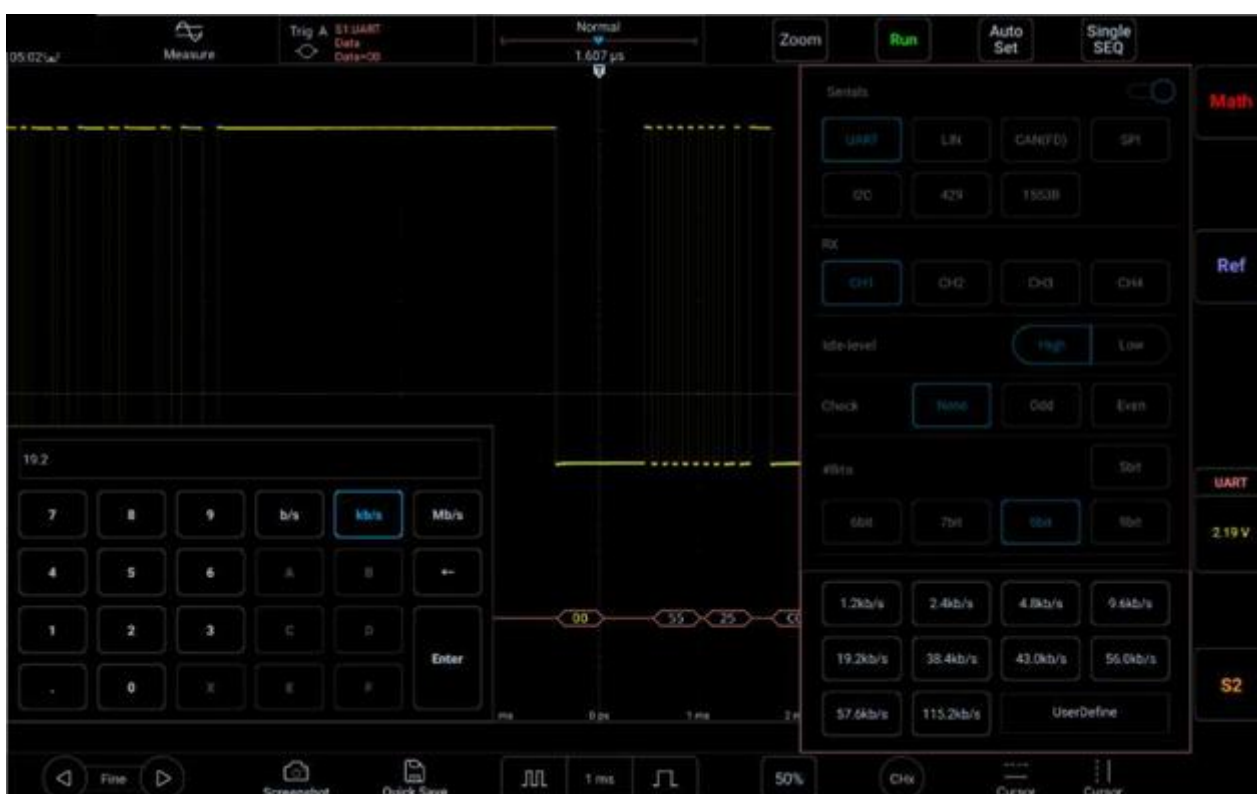 Normal
Trig A S1:UART
Auto
Single
Zoom
Run
Data
Set
SEQ
05:02
Measure
Data=00
1.607 µs
T
Serials
Math
UART LIN CAN(FD) SPI
I2C 429 1553B
RX
Ref
CH1 CH2 CH3 CH4
Idle-level High Low
Check None Odd Even
19.2
#Bits 5bit
UART
7 8 9 b/s kb/s Mb/s
6bit 7bit 8bit 9bit
2.19 V
4 5 6 A B ←
1.2kb/s 2.4kb/s 4.8kb/s 9.6kb/s
00 55 25
1 2 3 C D
Enter
19.2kb/s 38.4kb/s 43.0kb/s 56.0kb/s
. 0 X E F
S2
ms 0 ps 1 ms
57.6kb/s 115.2kb/s UserDefine
Fine
Screenshot
Quick Save
1 ms
50%
CHx
Cursor
Cursor